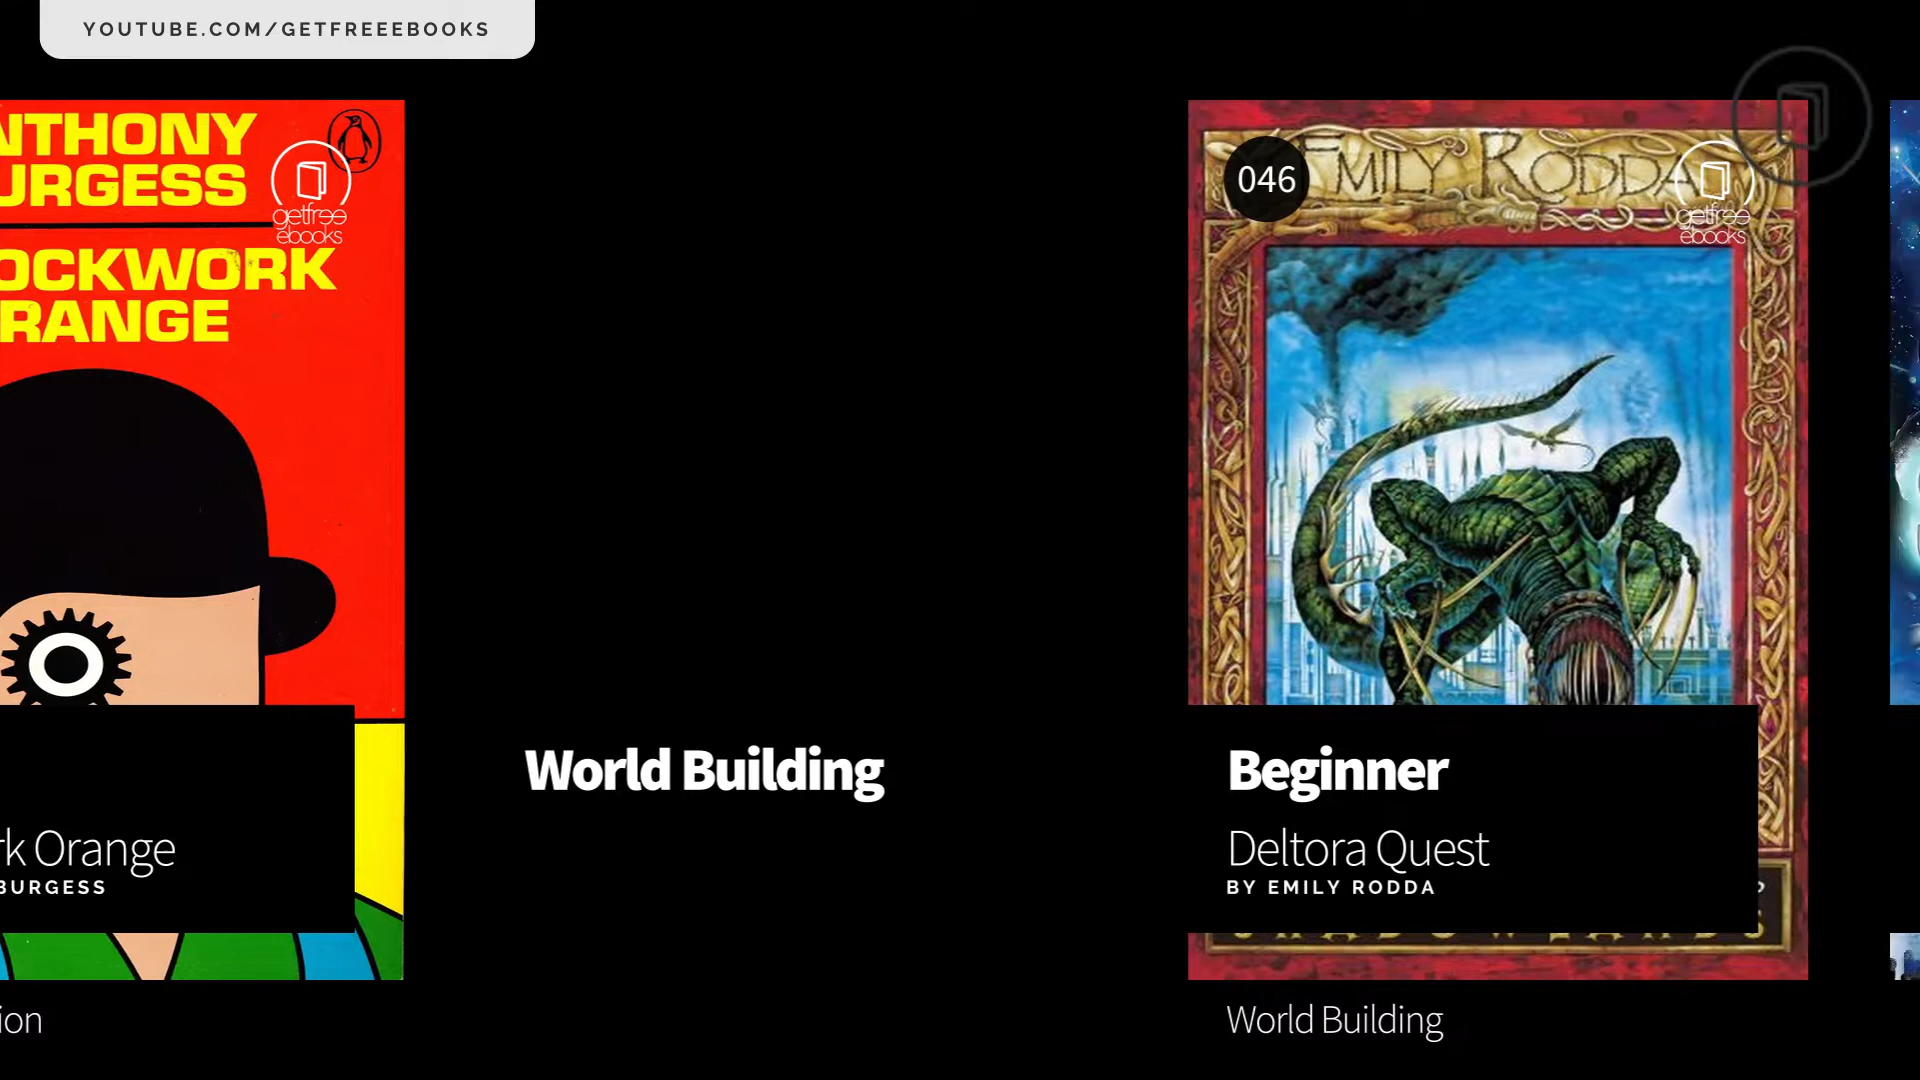 YOUTUBE.COM/GETFREEEBOOKS
NTHONY
URGESS
getfree
ebooks
OCKWORK
RANGE
rk Orange
BURGESS
ion
World Building
046
EMILY RODDA
getfree
ebooks
Beginner
Deltora Quest
BY EMILY RODDA
World Building